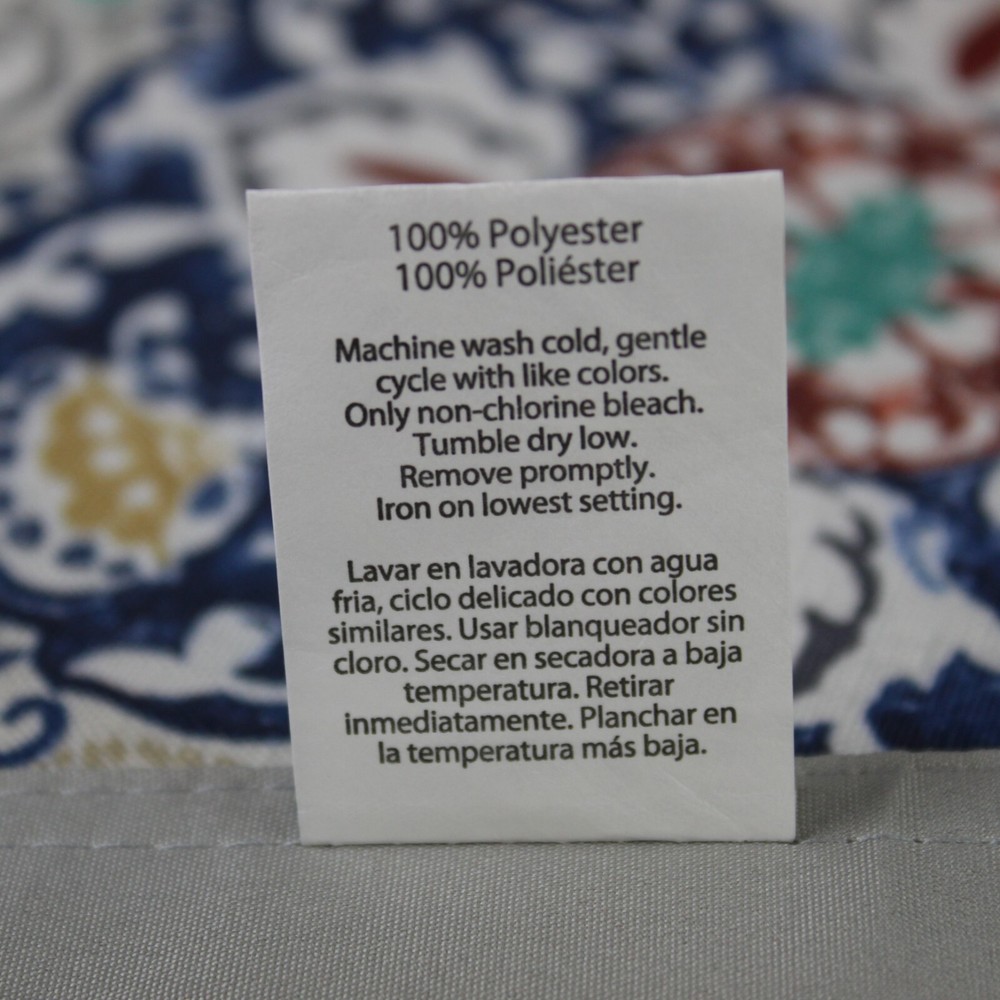 100% Polyester
100% Poliéster
Machine wash cold, gentle
cycle with like colors.
Only non-chlorine bleach.
Tumble dry low.
Remove promptly.
Iron on lowest setting.
Lavar en lavadora con agua
fria, ciclo delicado con colores
similares. Usar blanqueador sin
cloro. Secar en secadora a baja
temperatura. Retirar
inmediatamente. Planchar en
la temperatura más baja.